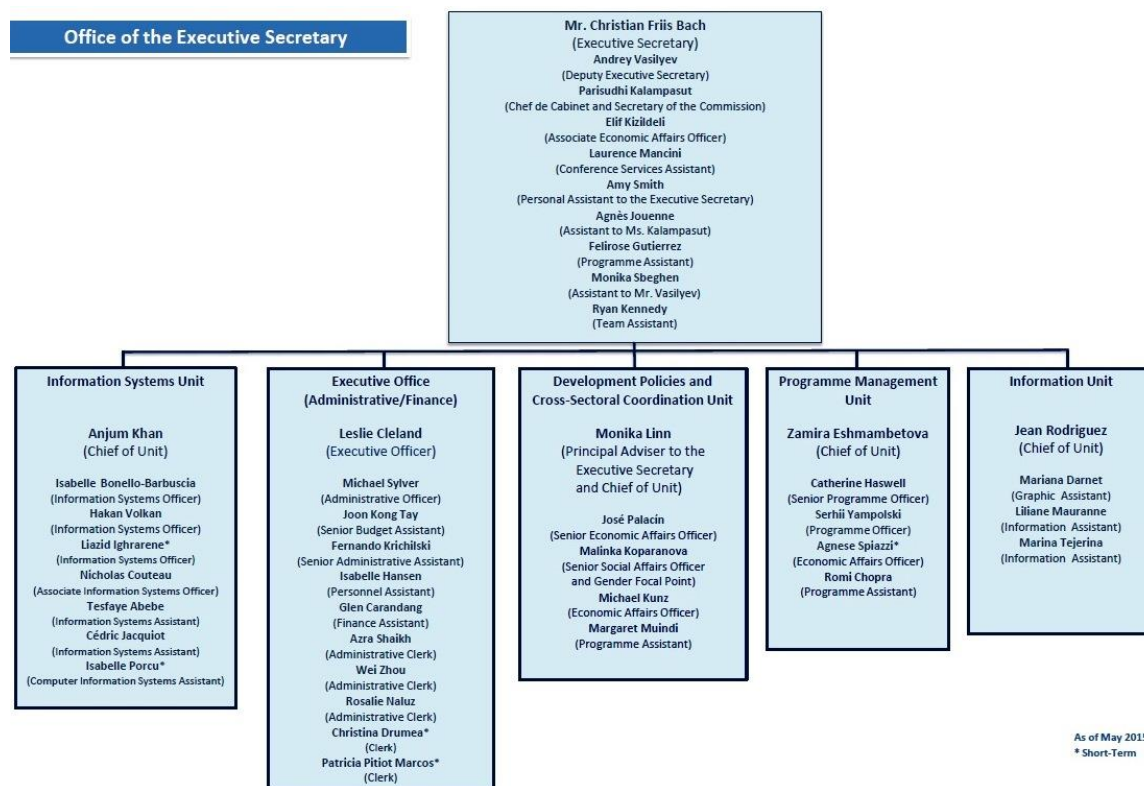 Office of the Executive Secretary
Mr. Christian Friis Bach
(Executive Secretary)
Andrey Vasilyev
(Deputy Executive Secretary)
Parisudhi Kalampasut
(Chef de Cabinet and Secretary of the Commission)
Elif Kizildeli
(Associate Economic Affairs Officer)
Laurence Mancini
(Conference Services Assistant)
Amy Smith
(Personal Assistant to the Executive Secretary)
Agnès Jouenne
(Assistant to Ms. Kalampasut)
Felirose Gutierrez
(Programme Assistant)
Monika Sbeghen
(Assistant to Mr. Vasilyev)
Ryan Kennedy
(Team Assistant)
Information Systems Unit
Anjum Khan
(Chief of Unit)
Isabelle Bonello-Barbuscia
(Information Systems Officer)
Hakan Volkan
(Information Systems Officer)
Liazid Ighrarene*
(Information Systems Officer)
Nicholas Couteau
(Associate Information Systems Officer)
Tesfaye Abebe
(Information Systems Assistant)
Cédric Jacquiot
(Information Systems Assistant)
Isabelle Porcu*
(Computer Information Systems Assistant)
Executive Office
(Administrative/Finance)
Leslie Cleland
(Executive Officer)
Michael Sylver
(Administrative Officer)
Joon Kong Tay
(Senior Budget Assistant)
Fernando Krichilski
(Senior Administrative Assistant)
Isabelle Hansen
(Personnel Assistant)
Glen Carandang
(Finance Assistant)
Azra Shaikh
(Administrative Clerk)
Wei Zhou
(Administrative Clerk)
Rosalie Naluz
(Administrative Clerk)
Christina Drumea*
(Clerk)
Patricia Pitiot Marcos*
(Clerk)
Development Policies and
Cross-Sectoral Coordination Unit
Monika Linn
(Principal Adviser to the
Executive Secretary
and Chief of Unit)
José Palacín
(Senior Economic Affairs Officer)
Malinka Koparanova
(Senior Social Affairs Officer
and Gender Focal Point)
Michael Kunz
(Economic Affairs Officer)
Margaret Muindi
(Programme Assistant)
Programme Management
Unit
Zamira Eshmambetova
(Chief of Unit)
Catherine Haswell
(Senior Programme Officer)
Serhii Yampolski
(Programme Officer)
Agnese Spiazzi*
(Economic Affairs Officer)
Romi Chopra
(Programme Assistant)
Information Unit
Jean Rodriguez
(Chief of Unit)
Mariana Darnet
(Graphic Assistant)
Liliane Mauranne
(Information Assistant)
Marina Tejerina
(Information Assistant)
As of May 2015
* Short-Term